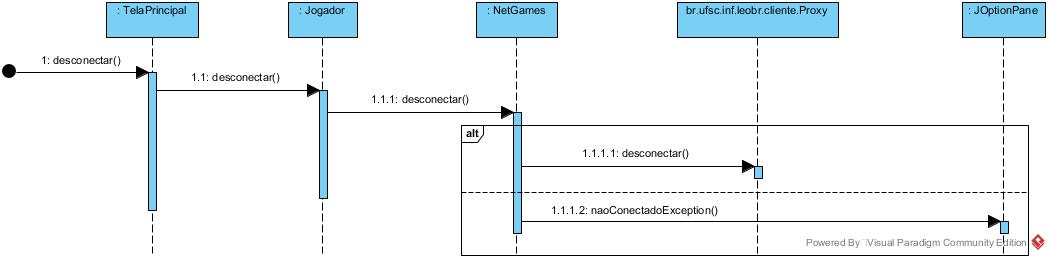 : TelaPrincipal
: Jogador
: NetGames
br.ufsc.inf.leobr.cliente.Proxy
: JOptionPane
1: desconectar()
1.1: desconectar()
1.1.1: desconectar()
alt
1.1.1.1: desconectar()
1.1.1.2: naoConectadoException()
Powered By Visual Paradigm Community Edition